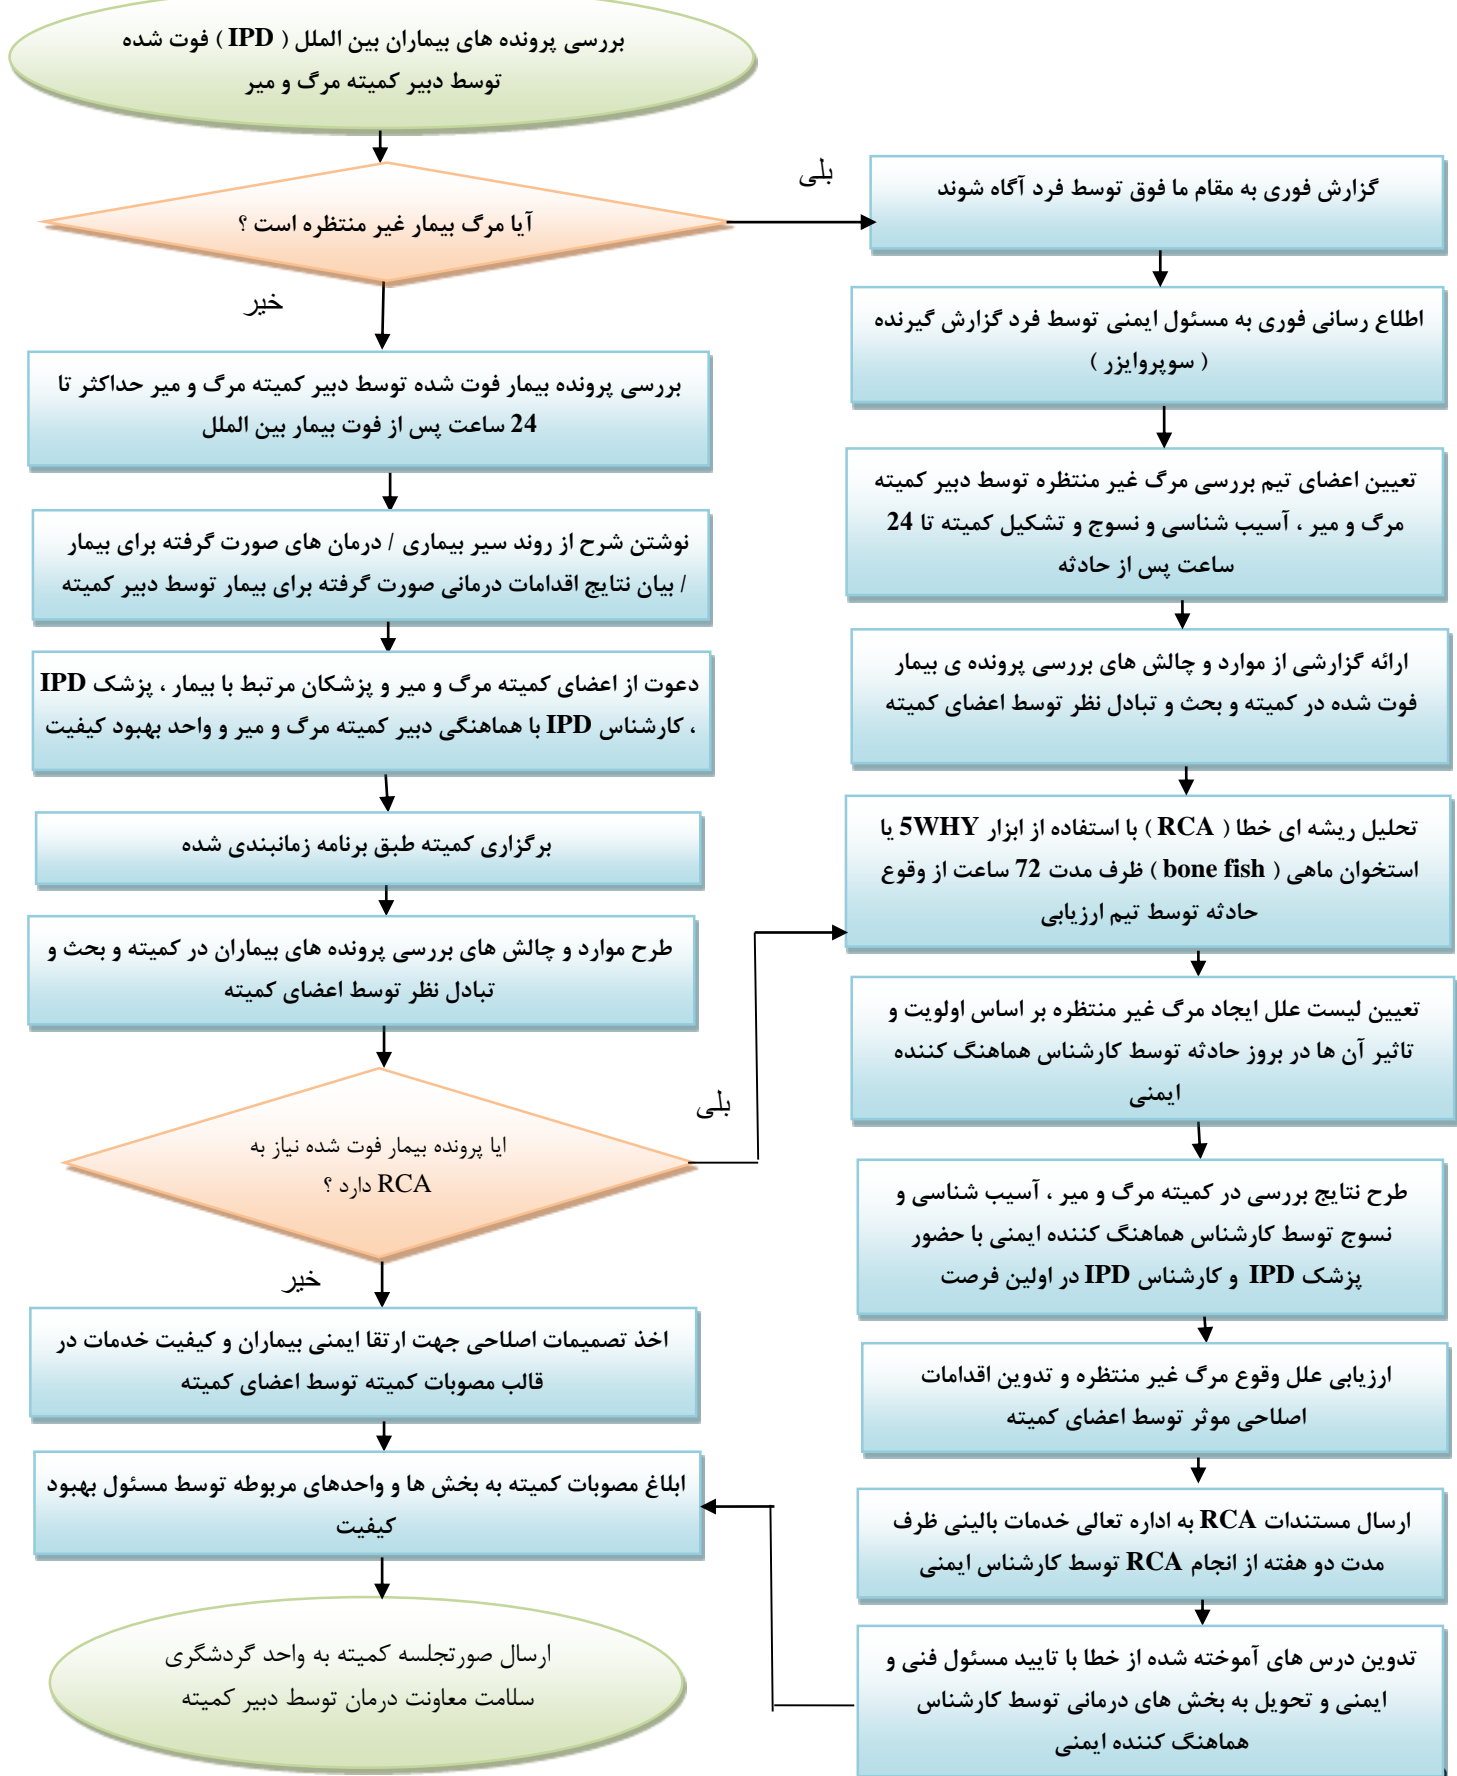 بررسی پرونده های بیماران بین الملل ( IPD ) فوت شده
توسط دبیر کمیته مرگ و میر
آیا مرگ بیمار غیر منتظره است ؟
بلی
خیر
گزارش فوری به مقام ما فوق توسط فرد آگاه شوند
اطلاع رسانی فوری به مسئول ایمنی توسط فرد گزارش گیرنده
( سوپروایزر )
تعیین اعضای تیم بررسی مرگ غیر منتظره توسط دبیر کمیته
مرگ و میر ، آسیب شناسی و نسوج و تشکیل کمیته تا 24
ساعت پس از حادثه
ارائه گزارشی از موارد و چالش های بررسی پرونده ی بیمار
فوت شده در کمیته و بحث و تبادل نظر توسط اعضای کمیته
تحلیل ریشه ای خطا ( RCA ) با استفاده از ابزار 5WHY یا
استخوان ماهی ( bone fish ) ظرف مدت 72 ساعت از وقوع
حادثه توسط تیم ارزیابی
تعیین لیست علل ایجاد مرگ غیر منتظره بر اساس اولویت و
تاثیر آن ها در بروز حادثه توسط کارشناس هماهنگ کننده
ایمنی
طرح نتایج بررسی در کمیته مرگ و میر ، آسیب شناسی و
نسوج توسط کارشناس هماهنگ کننده ایمنی با حضور
پزشک IPD و کارشناس IPD در اولین فرصت
ارزیابی علل وقوع مرگ غیر منتظره و تدوین اقدامات
اصلاحی موثر توسط اعضای کمیته
ارسال مستندات RCA به اداره تعالی خدمات بالینی ظرف
مدت دو هفته از انجام RCA توسط کارشناس ایمنی
تدوین درس های آموخته شده از خطا با تایید مسئول فنی و
ایمنی و تحویل به بخش های درمانی توسط کارشناس
هماهنگ کننده ایمنی
بررسی پرونده بیمار فوت شده توسط دبیر کمیته مرگ و میر حداکثر تا
24 ساعت پس از فوت بیمار بین الملل
نوشتن شرح از روند سیر بیماری / درمان های صورت گرفته برای بیمار
/ بیان نتایج اقدامات درمانی صورت گرفته برای بیمار توسط دبیر کمیته
دعوت از اعضای کمیته مرگ و میر و پزشکان مرتبط با بیمار ، پزشک IPD
، کارشناس IPD با هماهنگی دبیر کمیته مرگ و میر و واحد بهبود کیفیت
برگزاری کمیته طبق برنامه زمانبندی شده
طرح موارد و چالش های بررسی پرونده های بیماران در کمیته و بحث و
تبادل نظر توسط اعضای کمیته
ایا پرونده بیمار فوت شده نیاز به
RCA دارد ؟
بلی
خیر
اخذ تصمیمات اصلاحی جهت ارتقا ایمنی بیماران و کیفیت خدمات در
قالب مصوبات کمیته توسط اعضای کمیته
ابلاغ مصوبات کمیته به بخش ها و واحدهای مربوطه توسط مسئول بهبود
کیفیت
ارسال صورتجلسه کمیته به واحد گردشگری
سلامت معاونت درمان توسط دبیر کمیته